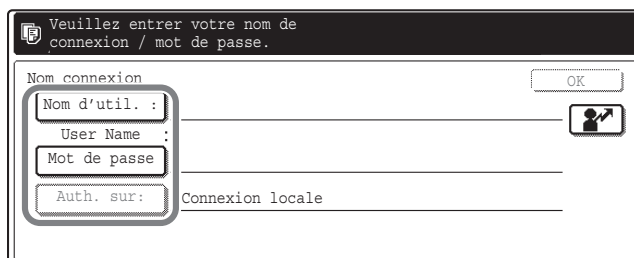 Veuillez entrer votre nom de
connexion / mot de passe.
Nom connexion
OK
Nom d'util. :
User Name :
Mot de passe
Auth. sur: Connexion locale